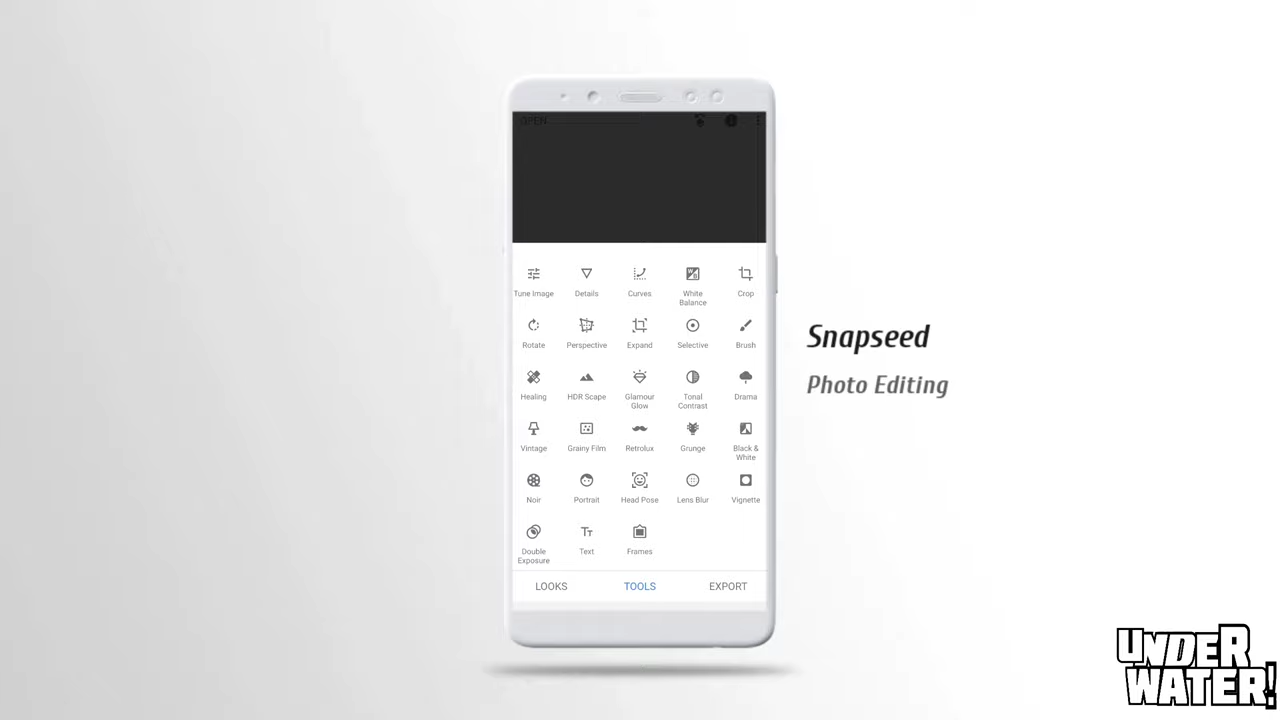 OPEN
Tune Image
Details
Curves
White
Balance
Crop
Rotate
Perspective
Expand
Selective
Brush
Healing
HDR Scape
Glamour
Glow
Tonal
Contrast
Drama
Vintage
Grainy Film
Retrolux
Grunge
Black &
White
Noir
Portrait
Head Pose
Lens Blur
Vignette
Double
Exposure
Text
Frames
LOOKS
TOOLS
EXPORT
Snapseed
Photo Editing
UNDER
WATER!